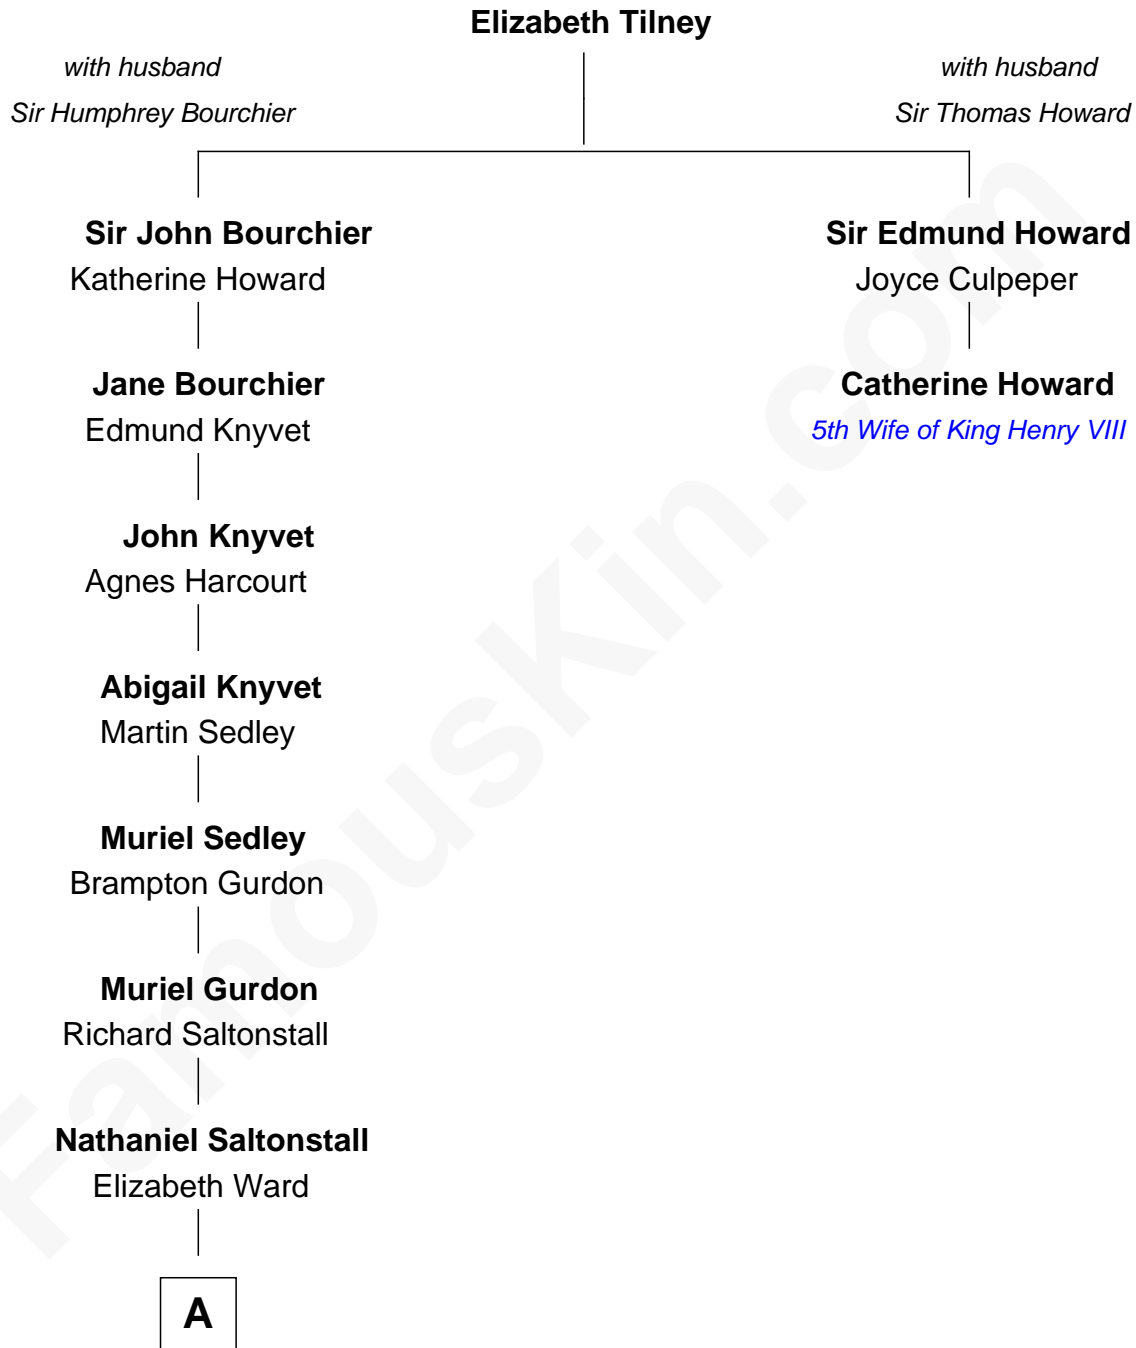 Elizabeth Tilney
with husband
Sir Humphrey Bourchier
with husband
Sir Thomas Howard
Sir John Bourchier
Katherine Howard
Sir Edmund Howard
Joyce Culpeper
Jane Bourchier
Edmund Knyvet
Catherine Howard
5th Wife of King Henry VIII
John Knyvet
Agnes Harcourt
Abigail Knyvet
Martin Sedley
Muriel Sedley
Brampton Gurdon
Muriel Gurdon
Richard Saltonstall
Nathaniel Saltonstall
Elizabeth Ward
A
FamousKin.com